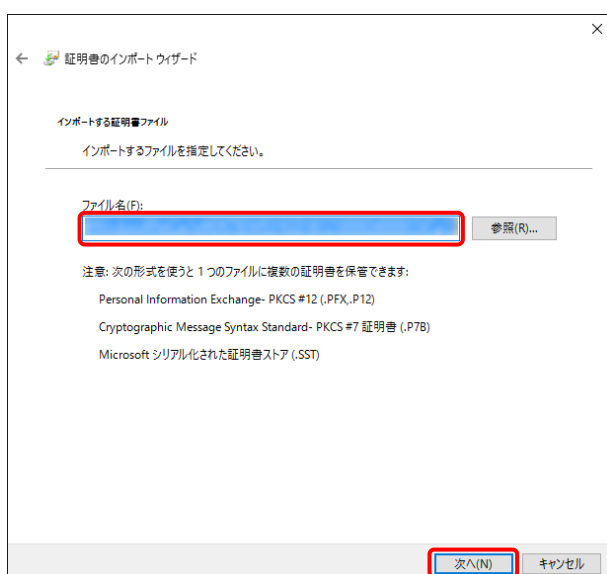 証明書のインポート ウィザード
インポートする証明書ファイル
インポートするファイルを指定してください。
ファイル名(F):
参照(R)...
注意: 次の形式を使うと 1 つのファイルに複数の証明書を保管できます:
Personal Information Exchange- PKCS #12 (.PFX,.P12)
Cryptographic Message Syntax Standard- PKCS #7 証明書 (.P7B)
Microsoft シリアル化された証明書ストア (.SST)
次へ(N)
キャンセル